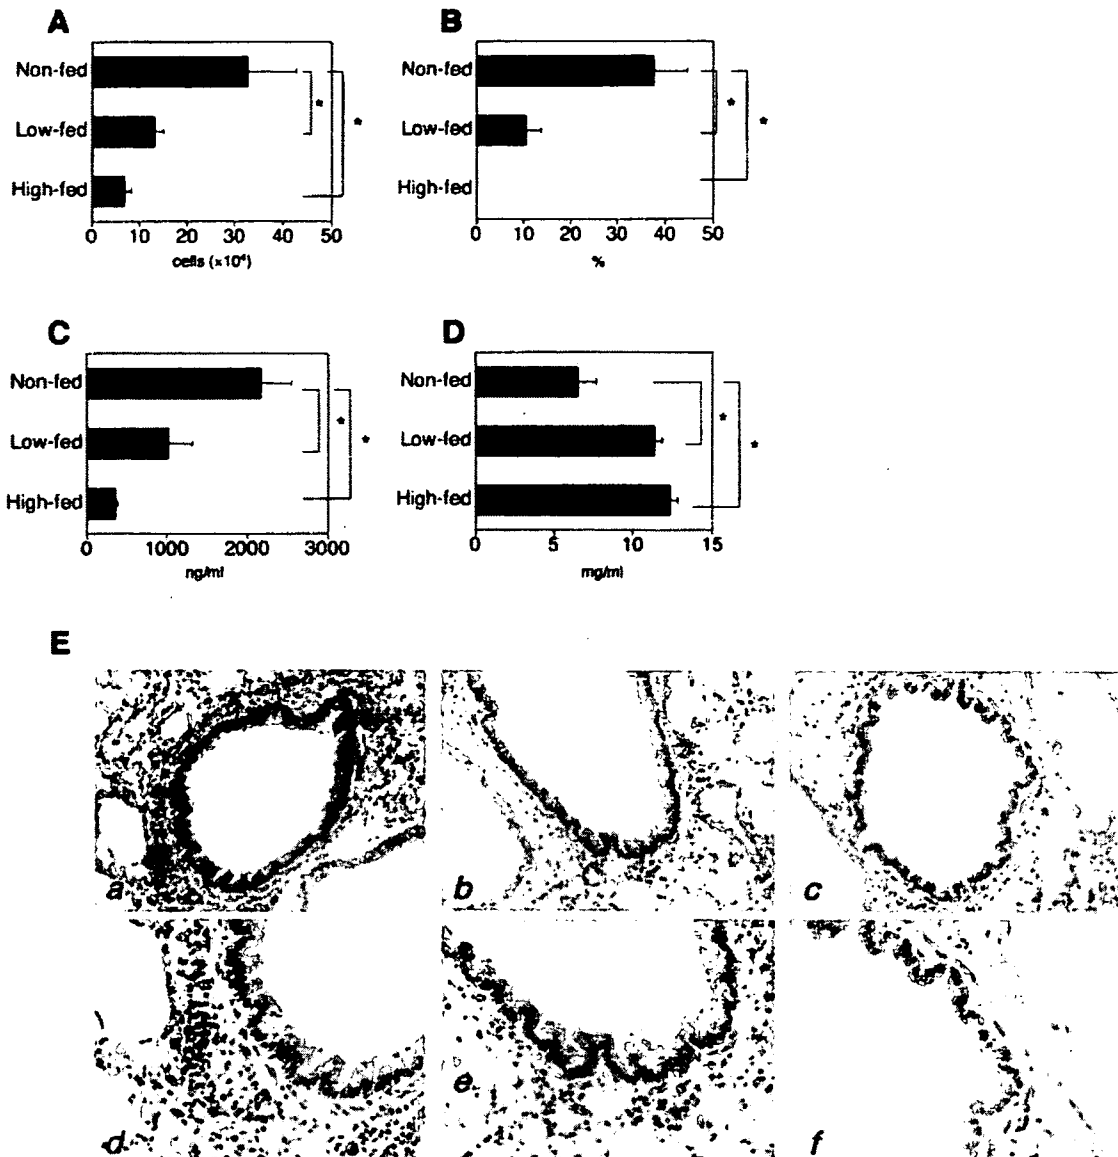 A
Non-fed
Low-fed
High-fed
*
*
0 10 20 30 40 50
cells (×10⁴)
B
Non-fed
Low-fed
High-fed
*
*
0 10 20 30 40 50
%
C
Non-fed
Low-fed
High-fed
*
*
0 1000 2000 3000
ng/ml
D
Non-fed
Low-fed
High-fed
*
*
0 5 10 15
mg/ml
E
a
b
c
d
e
f